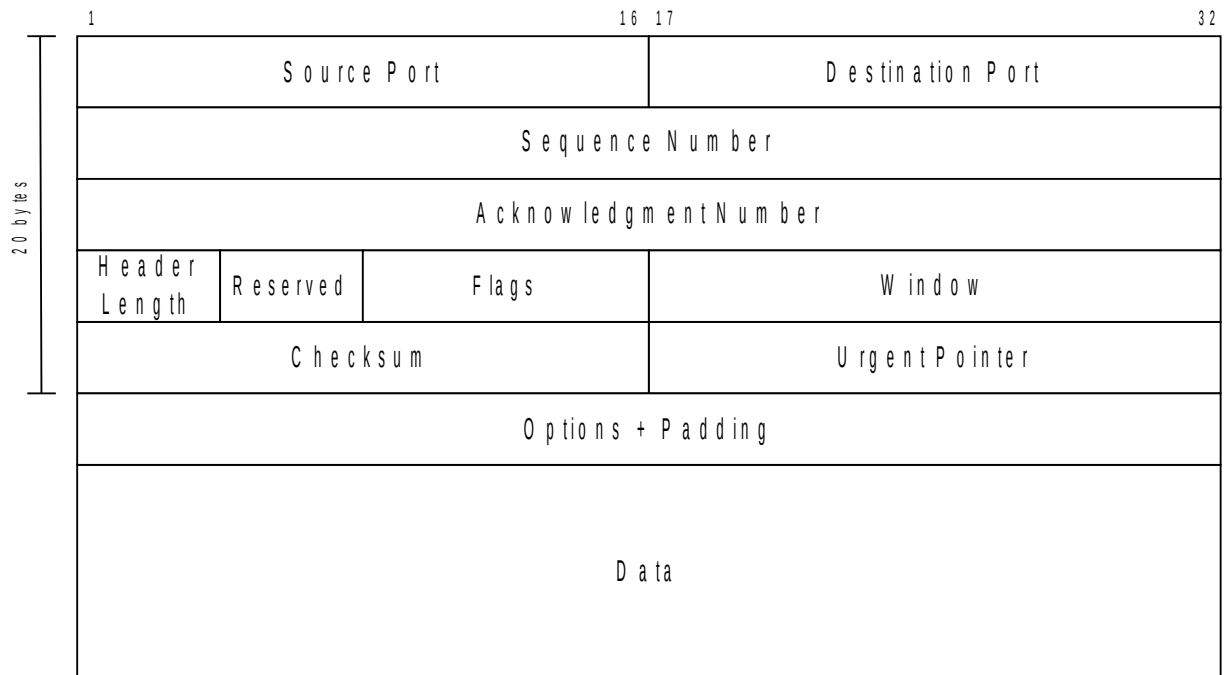 1 16 17 32
Source Port Destination Port
Sequence Number
20 bytes
Acknowledgment Number
Header
Length
Reserved Flags Window
Checksum Urgent Pointer
Options + Padding
Data